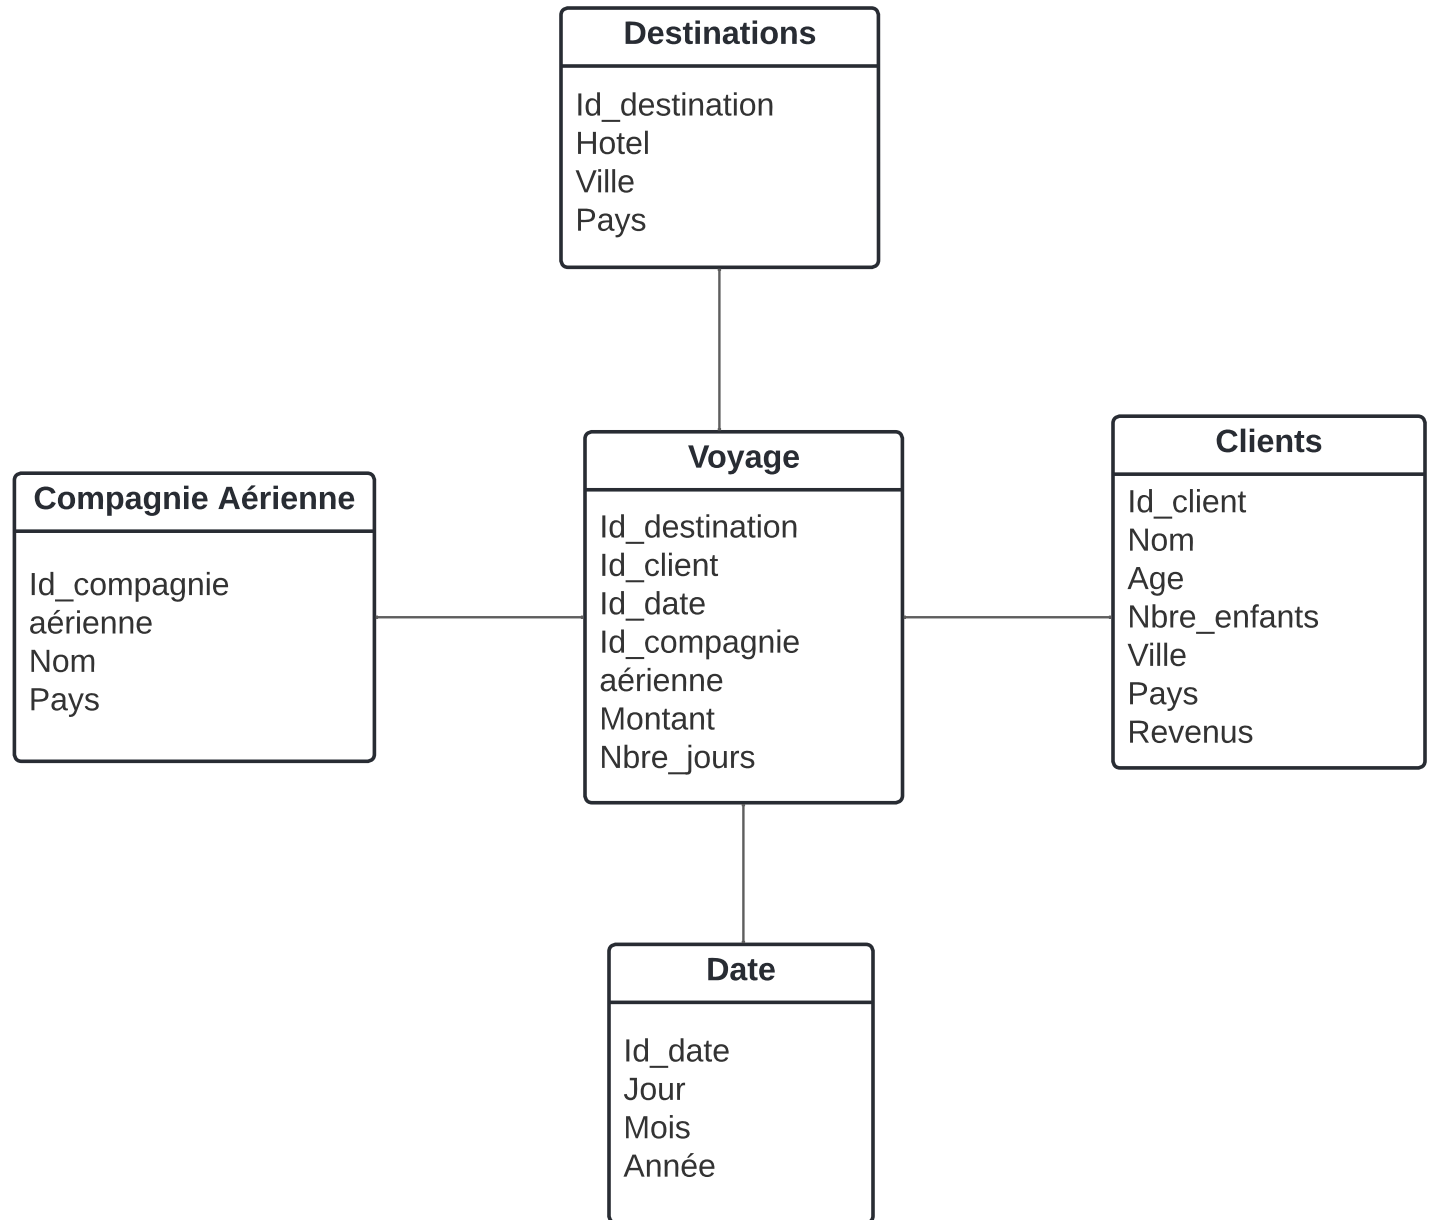 Destinations
Id_destination
Hotel
Ville
Pays
Compagnie Aérienne
Id_compagnie
aérienne
Nom
Pays
Voyage
Id_destination
Id_client
Id_date
Id_compagnie
aérienne
Montant
Nbre_jours
Clients
Id_client
Nom
Age
Nbre_enfants
Ville
Pays
Revenus
Date
Id_date
Jour
Mois
Année